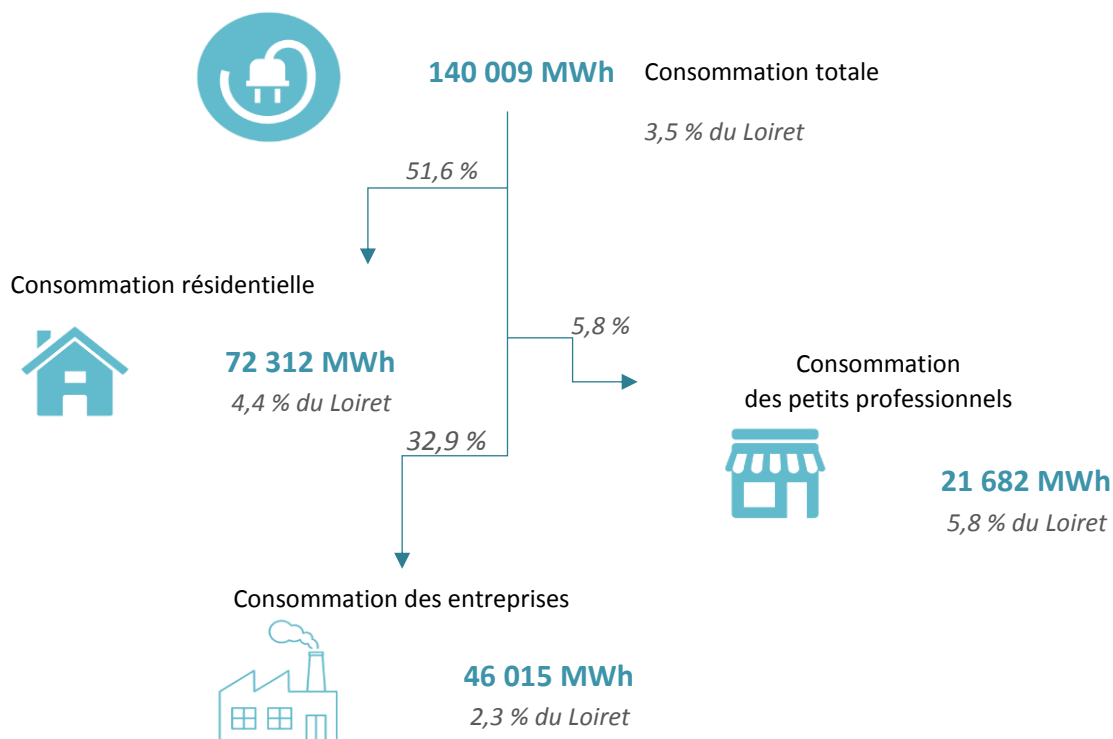 140 009 MWh Consommation totale
3,5 % du Loiret
51,6 %
Consommation résidentielle
72 312 MWh
4,4 % du Loiret
5,8 %
Consommation
des petits professionnels
21 682 MWh
5,8 % du Loiret
32,9 %
Consommation des entreprises
46 015 MWh
2,3 % du Loiret